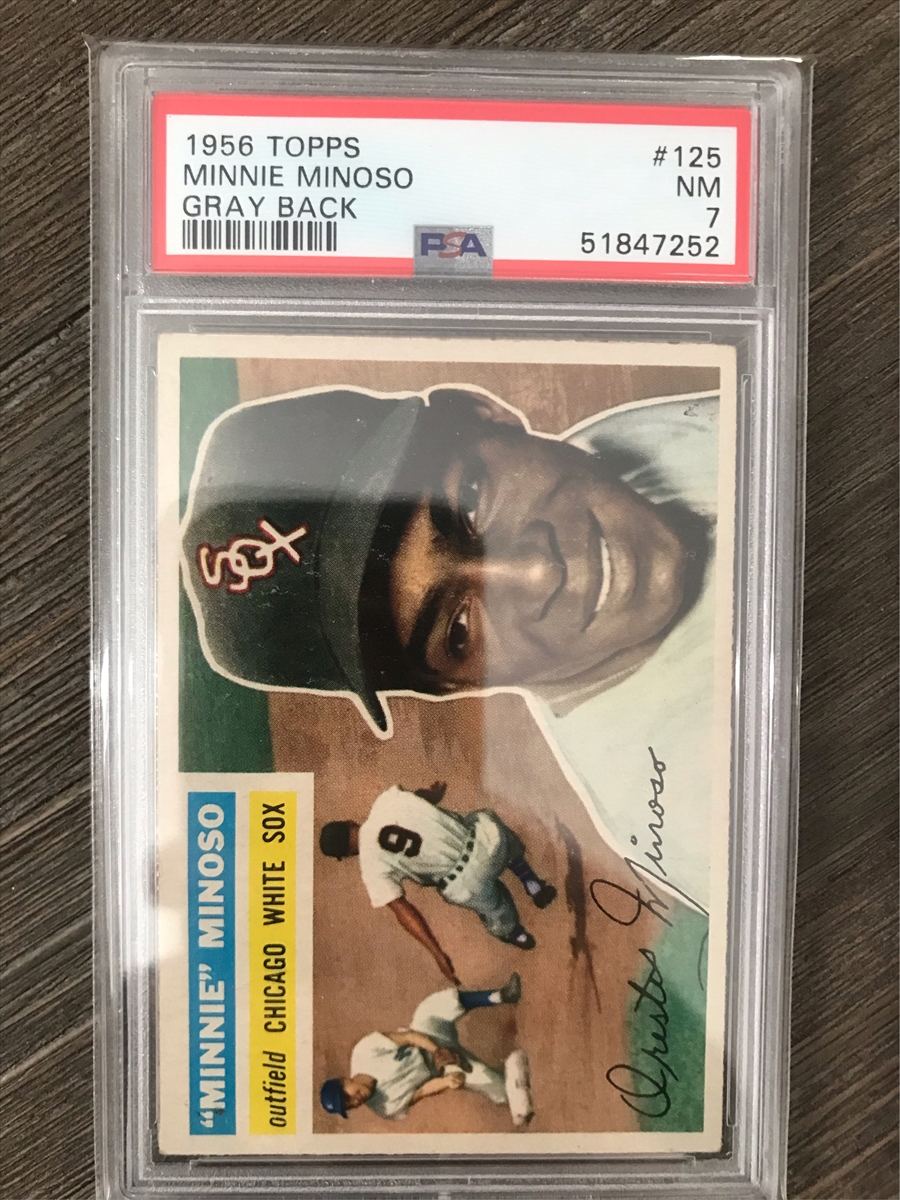 1956 TOPPS #125
MINNIE MINOSO NM
GRAY BACK 7
PSA 51847252
SOX
9
"MINNIE" MINOSO
outfield CHICAGO WHITE SOX
Orestes Minoso